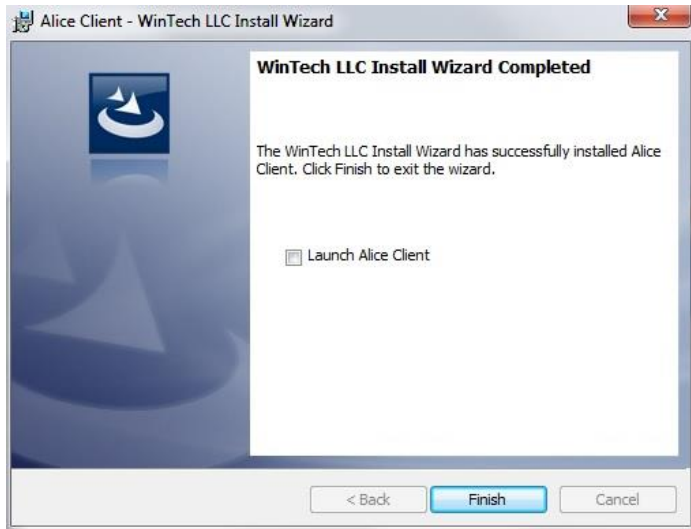 Alice Client - WinTech LLC Install Wizard
WinTech LLC Install Wizard Completed
The WinTech LLC Install Wizard has successfully installed Alice
Client. Click Finish to exit the wizard.
Launch Alice Client
< Back
Finish
Cancel